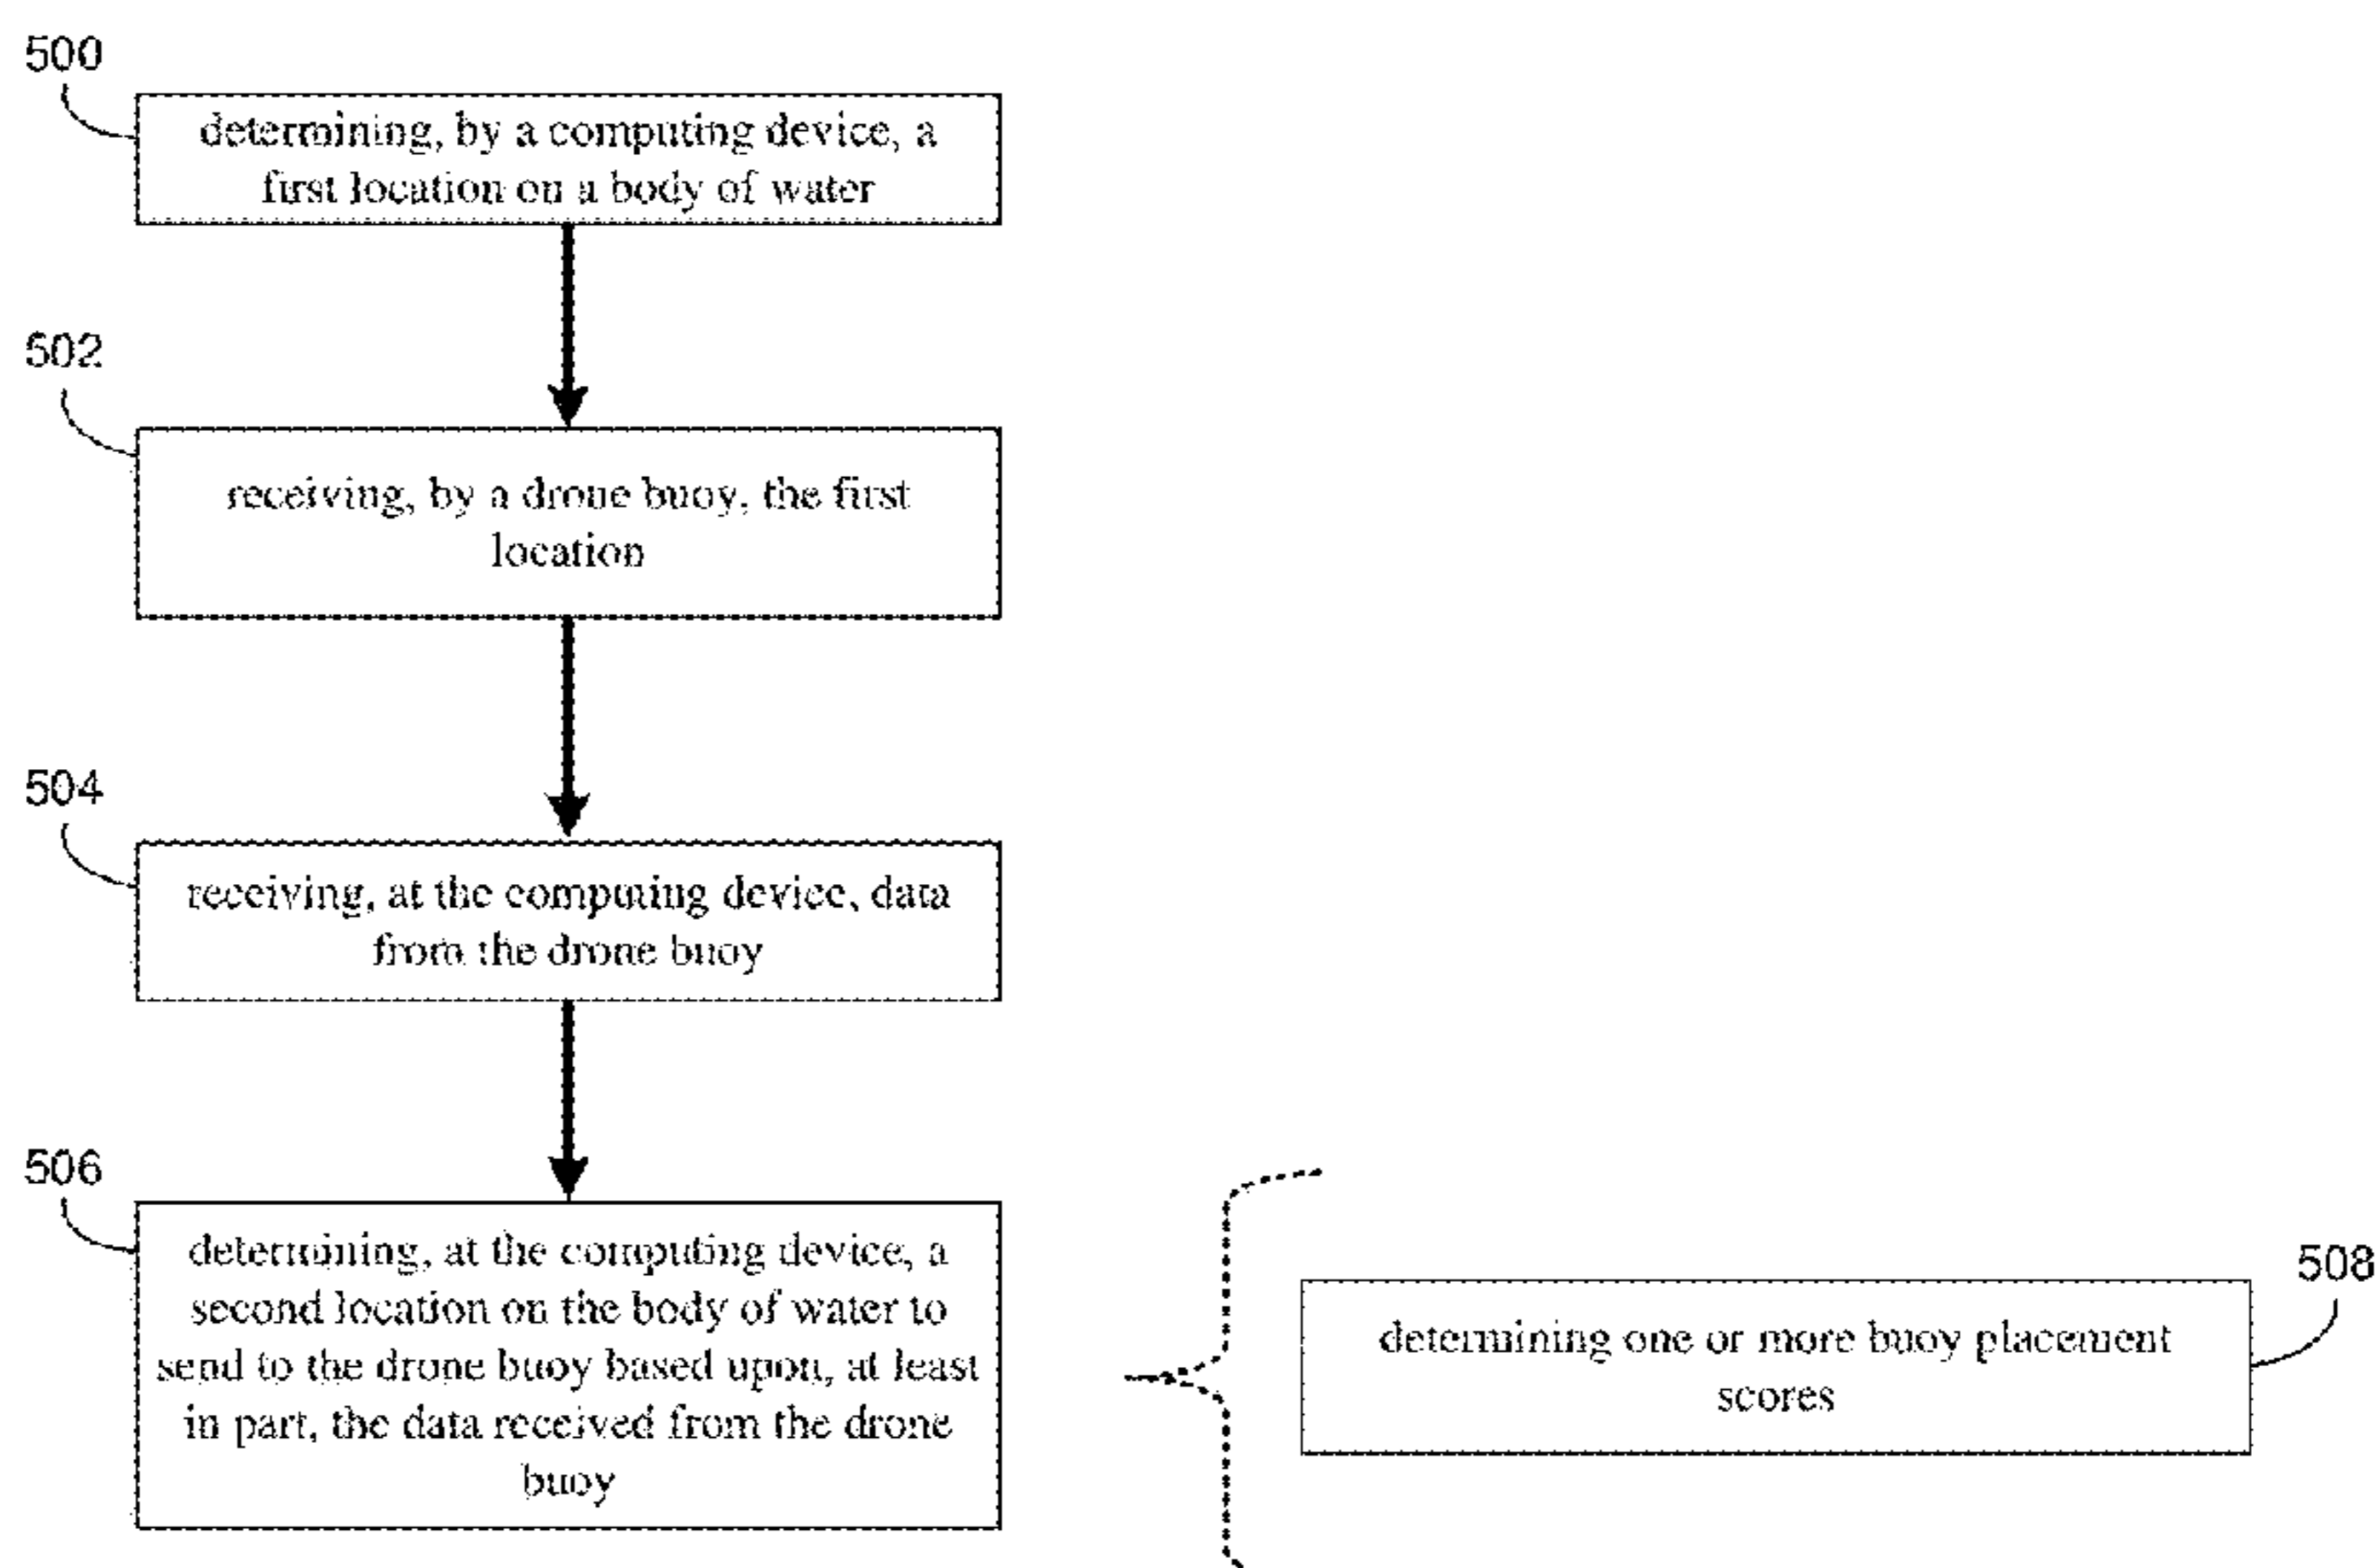 500
determining, by a computing device, a
first location on a body of water
502
receiving, by a drone buoy, the first
location
504
receiving, at the computing device, data
from the drone buoy
506
determining, at the computing device, a
second location on the body of water to
send to the drone buoy based upon, at least
in part, the data received from the drone
buoy
508
determining one or more buoy placement
scores